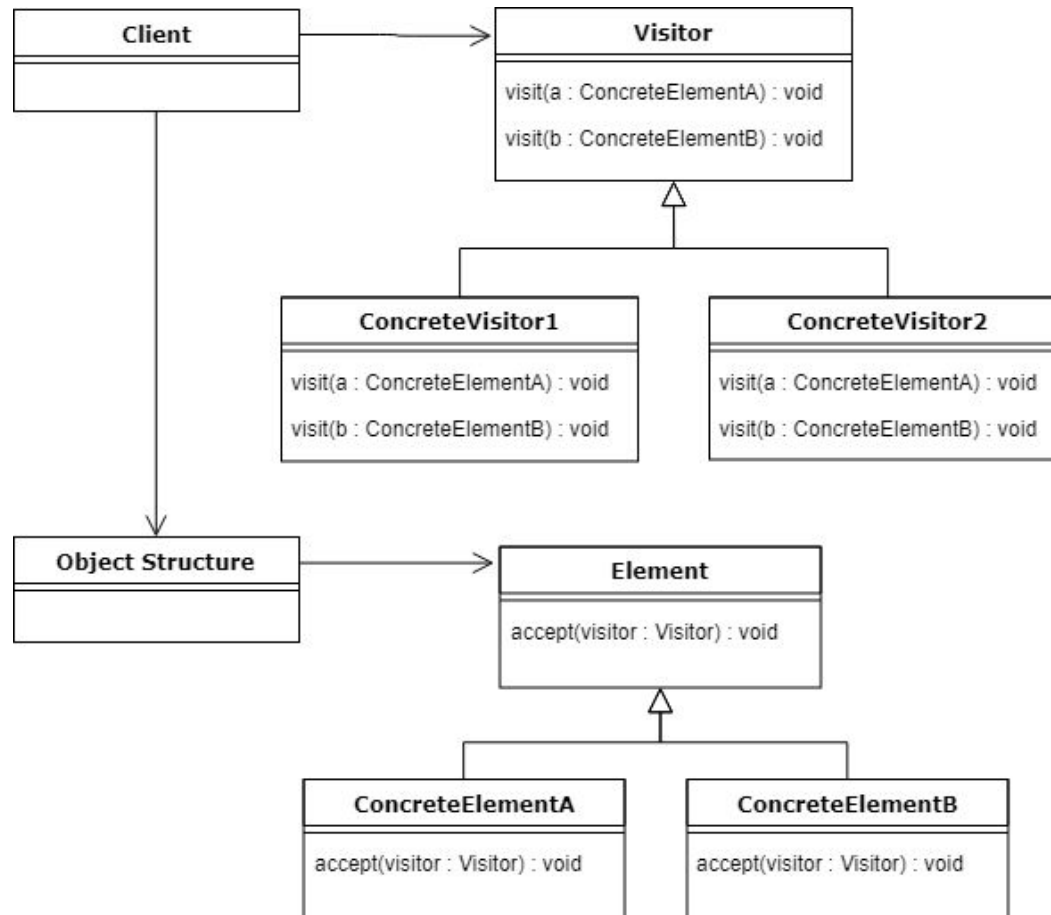 Client
Visitor
visit(a : ConcreteElementA) : void
visit(b : ConcreteElementB) : void
ConcreteVisitor1
visit(a : ConcreteElementA) : void
visit(b : ConcreteElementB) : void
ConcreteVisitor2
visit(a : ConcreteElementA) : void
visit(b : ConcreteElementB) : void
Object Structure
Element
accept(visitor : Visitor) : void
ConcreteElementA
accept(visitor : Visitor) : void
ConcreteElementB
accept(visitor : Visitor) : void